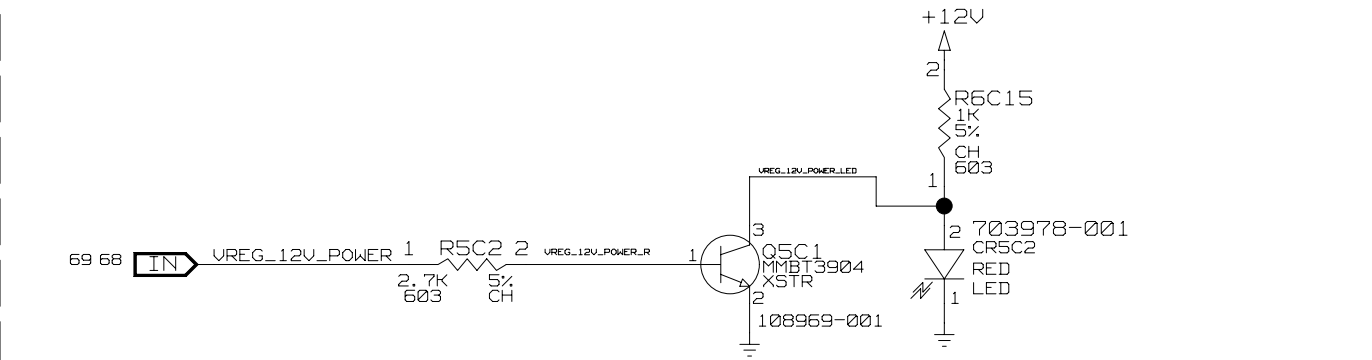 +12V
2
R6C15
1K
5%
CH
603
1
VREG_12V_POWER_LED
2 703978-001
CR5C2
RED
LED
1
69 68 IN VREG_12V_POWER 1 R5C2 2 VREG_12V_POWER_R 1
2.7K 5%
603 CH
3
Q5C1
MMBT3904
XSTR
2
108969-001